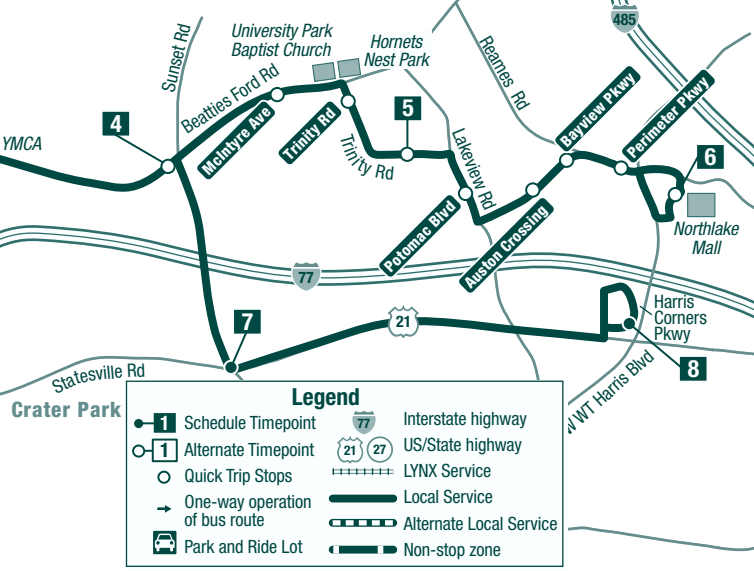 485
University Park
Baptist Church
Hornets
Nest Park
Sunset Rd
Reames Rd
Beatties Ford Rd
YMCA
4
McIntyre Ave
Trinity Rd
Trinity Rd
5
Lakeview Rd
Bayview Pkwy
Perimeter Pkwy
6
Potomac Blvd
Auston Crossing
Northlake
Mall
77
21
7
Harris
Corners
Pkwy
8
Statesville Rd
W WT Harris Blvd
Crater Park
Legend
1 Schedule Timepoint
1 Alternate Timepoint
Quick Trip Stops
One-way operation
of bus route
Park and Ride Lot
77 Interstate highway
21 27 US/State highway
LYNX Service
Local Service
Alternate Local Service
Non-stop zone